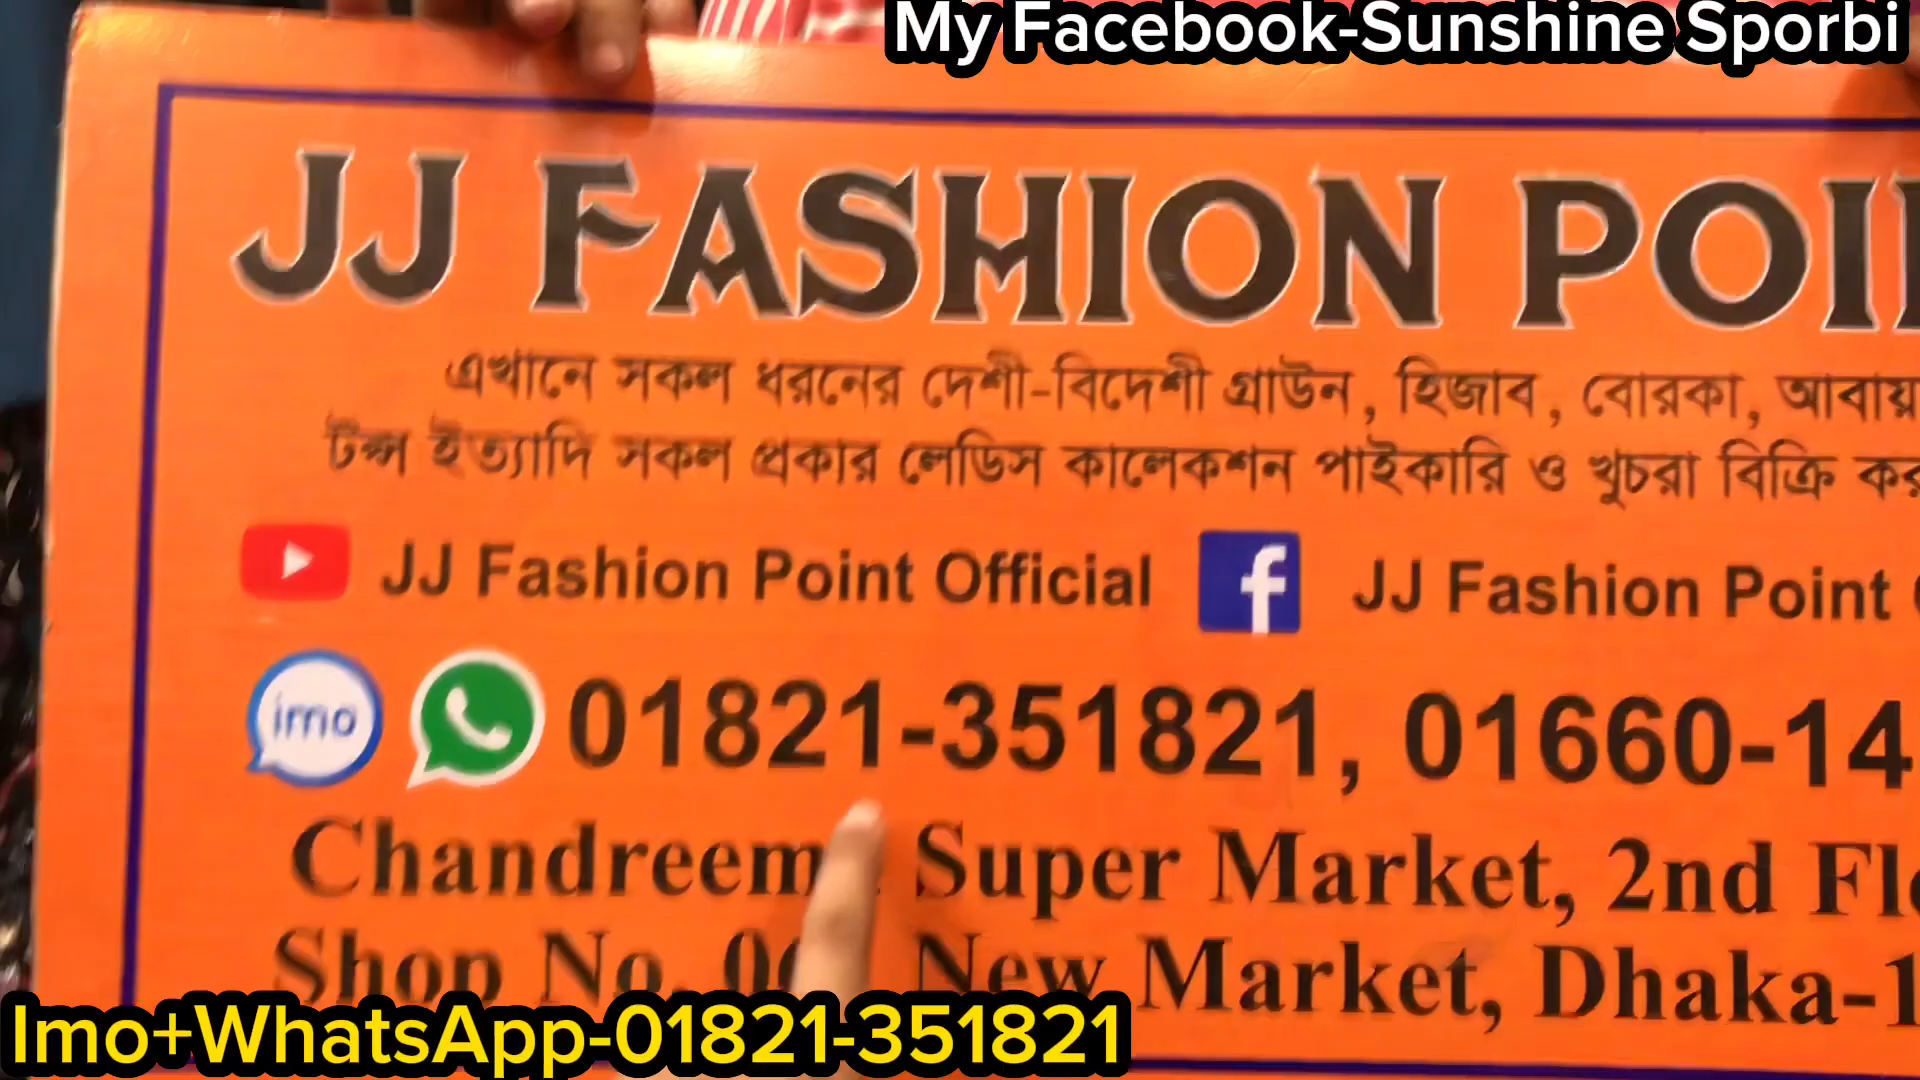 My Facebook-Sunshine Sporbi
JJ FASHION
এখানে সকল ধরনের দেশী-বিদেশী গ্রাউন, হিজাব, বোরকা,
টপ্স ইত্যাদি সকল প্রকার লেডিস কালেকশন পাইকারি ও খুচরা বিক্রি
JJ Fashion Point Official
JJ Fashion Point
imo 01821-351821, 01660-14
Super Market, 2nd
Shop No. New Market, Dhaka-1
Imo+WhatsApp-01821-351821